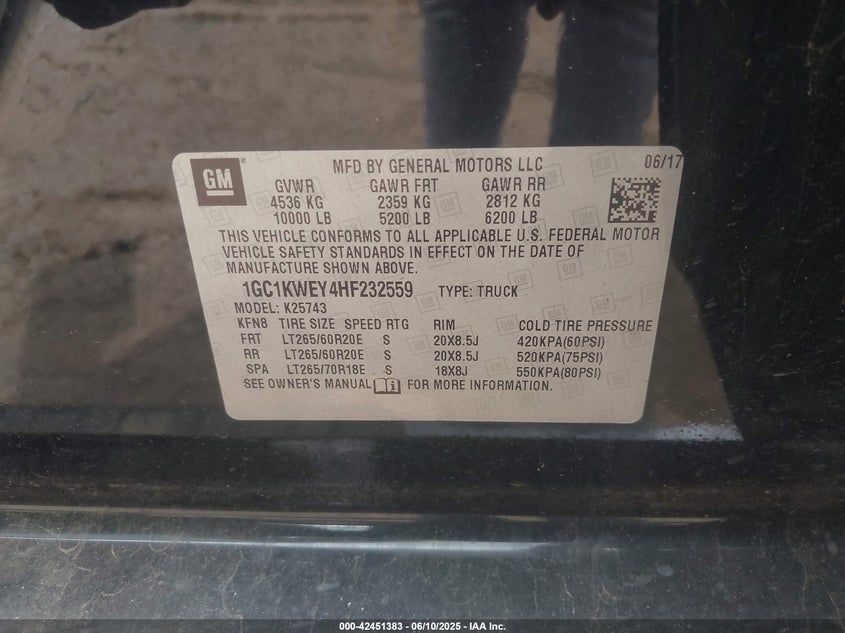 GM
MFD BY GENERAL MOTORS LLC 06/17
GVWR GAWR FRT GAWR RR
4536 KG 2359 KG 2812 KG
10000 LB 5200 LB 6200 LB
THIS VEHICLE CONFORMS TO ALL APPLICABLE U.S. FEDERAL MOTOR
VEHICLE SAFETY STANDARDS IN EFFECT ON THE DATE OF
MANUFACTURE SHOWN ABOVE.
1GC1KWEY4HF232559 TYPE: TRUCK
MODEL: K25743
KFN8 TIRE SIZE SPEED RTG RIM COLD TIRE PRESSURE
FRT LT265/60R20E S 20X8.5J 420KPA(60PSI)
RR LT265/60R20E S 20X8.5J 520KPA(75PSI)
SPA LT265/70R18E S 18X8J 550KPA(80PSI)
SEE OWNER'S MANUAL FOR MORE INFORMATION.
000-42451383 - 06/10/2025 - IAA Inc.